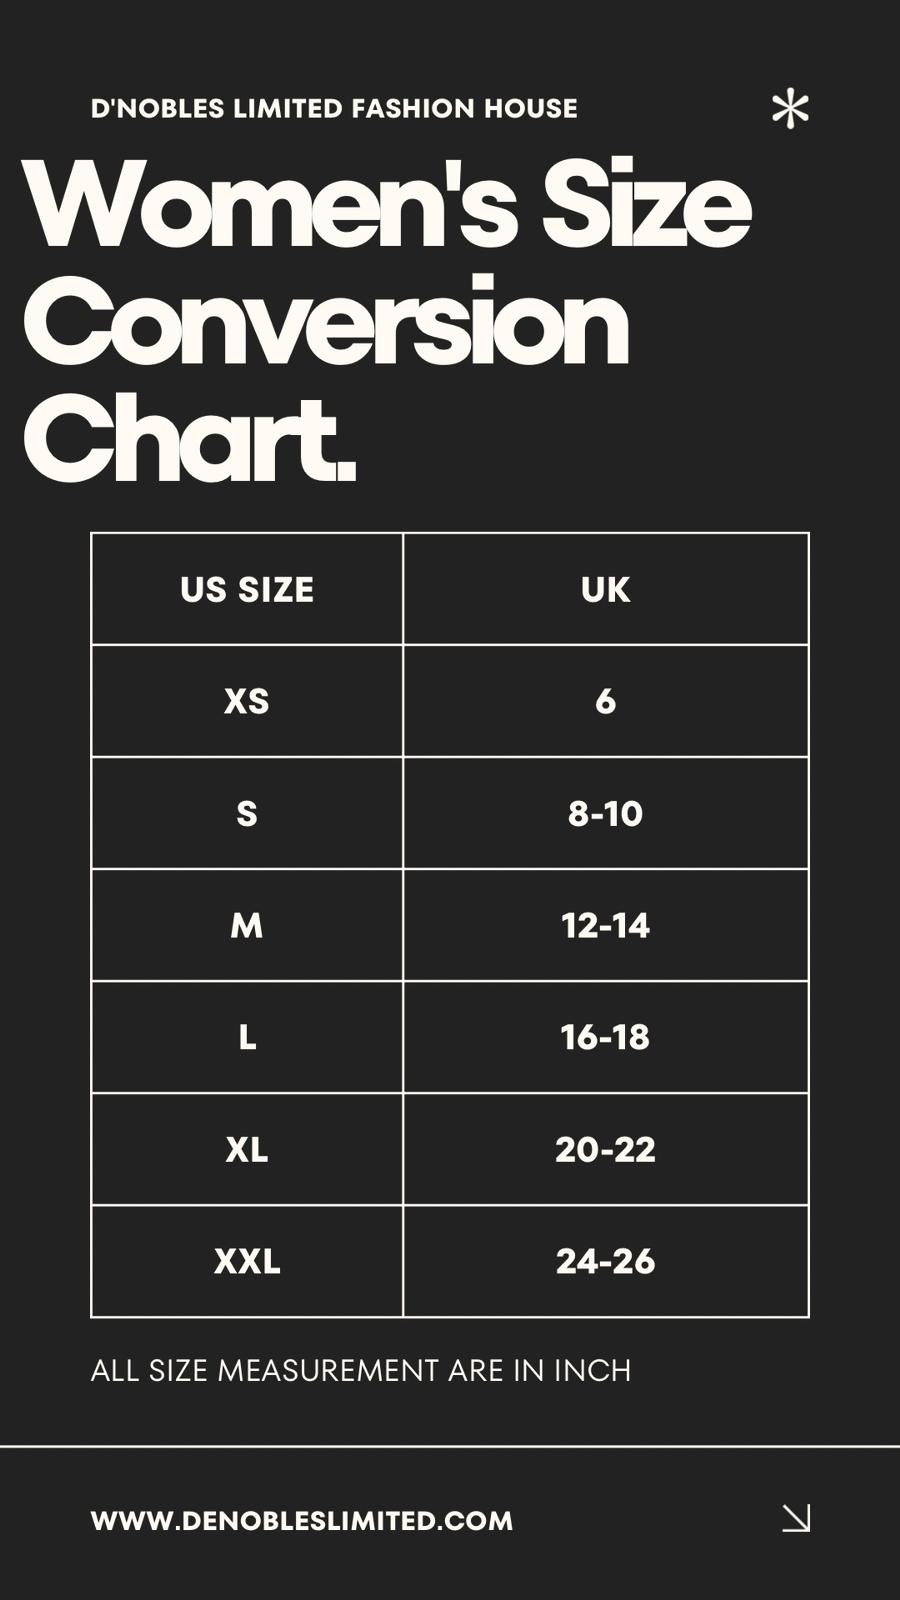 D'NOBLES LIMITED FASHION HOUSE
Women's Size
Conversion
Chart.
US SIZE UK
XS 6
S 8-10
M 12-14
L 16-18
XL 20-22
XXL 24-26
ALL SIZE MEASUREMENT ARE IN INCH
WWW.DENOBLESLIMITED.COM